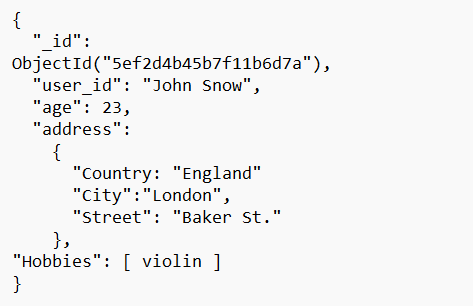 {
  "_id":
ObjectId("5ef2d4b45b7f11b6d7a"),
  "user_id": "John Snow",
  "age": 23,
  "address":
    {
      "Country: "England"
      "City":"London",
      "Street": "Baker St."
    },
"Hobbies": [ violin ]
}